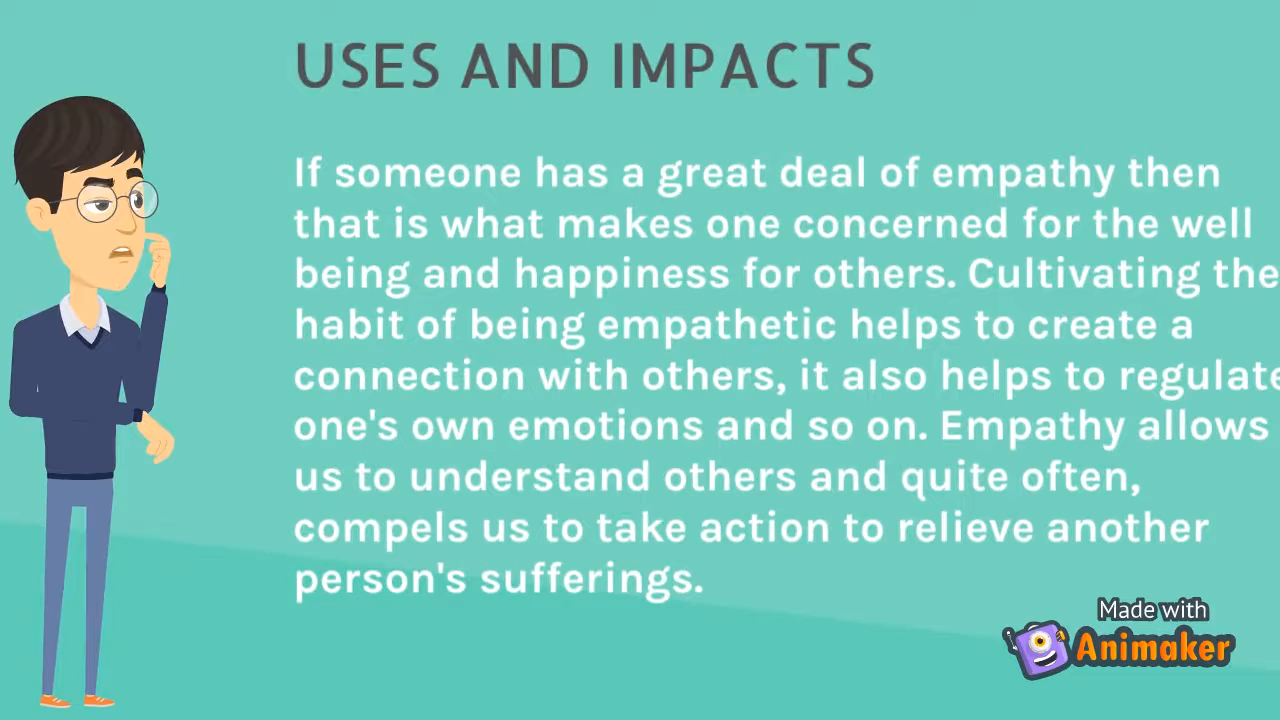 USES AND IMPACTS
If someone has a great deal of empathy then
that is what makes one concerned for the well
being and happiness for others. Cultivating the
habit of being empathetic helps to create a
connection with others, it also helps to regulate
one's own emotions and so on. Empathy allows
us to understand others and quite often,
compels us to take action to relieve another
person's sufferings.
Made with
Animaker